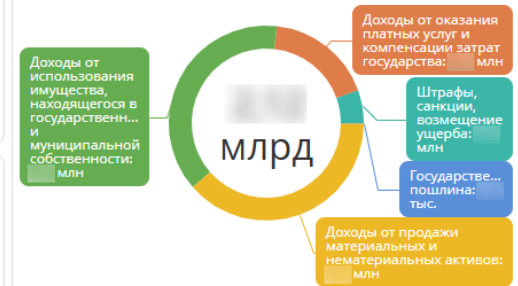 Доходы от оказания
платных услуг и
компенсации затрат
государства: млн
Доходы от
использования
имущества,
находящегося в
государственн...
и
муниципальной
собственности:
млн
Штрафы,
санкции,
возмещение
ущерба:
млн
млрд
Государстве...
пошлина:
тыс.
Доходы от продажи
материальных и
нематериальных активов:
млн